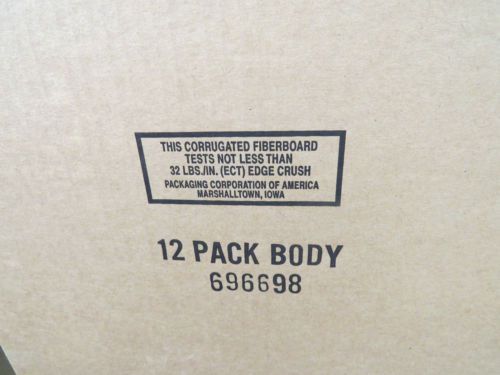 THIS CORRUGATED FIBERBOARD
TESTS NOT LESS THAN
32 LBS./IN. (ECT) EDGE CRUSH
PACKAGING CORPORATION OF AMERICA
MARSHALLTOWN, IOWA
12 PACK BODY
696698